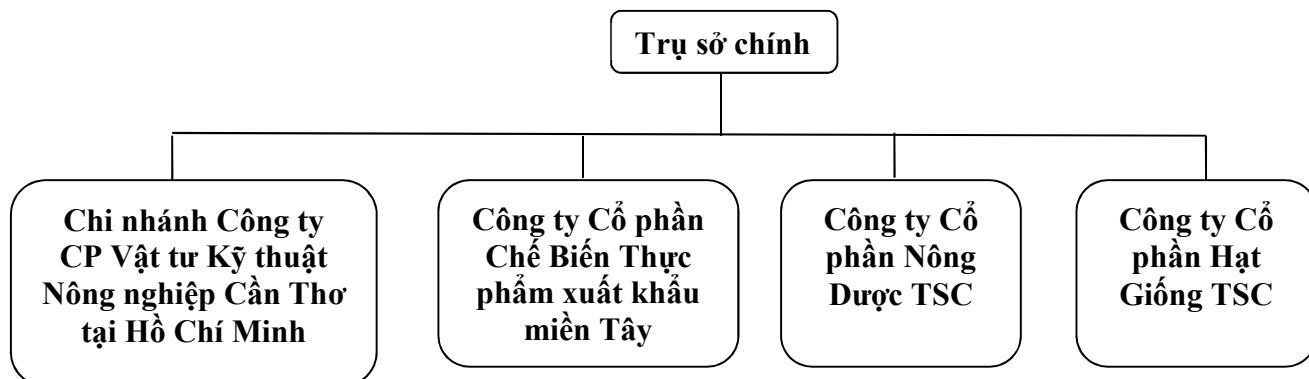 Trụ sở chính
Chi nhánh Công ty
CP Vật tư Kỹ thuật
Nông nghiệp Cần Thơ
tại Hồ Chí Minh
Công ty Cổ phần
Chế Biến Thực
phẩm xuất khẩu
miền Tây
Công ty Cổ
phần Nông
Dược TSC
Công ty Cổ
phần Hạt
Giống TSC